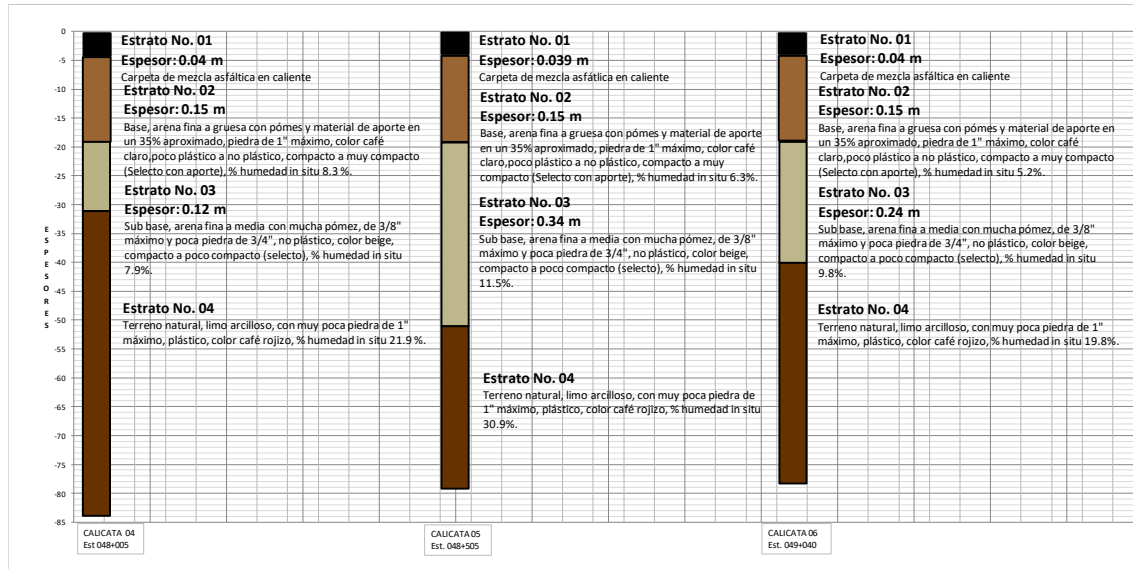 0
-5
-10
-15
-20
-25
-30
-35
-40
-45
-50
-55
-60
-65
-70
-75
-80
-85
ESPESORES
Estrato No. 01
Espesor: 0.04 m
Carpeta de mezcla asfáltica en caliente
Estrato No. 02
Espesor: 0.15 m
Base, arena fina a gruesa con pómes y material de aporte en
un 35% aproximado, piedra de 1" máximo, color café
claro,poco plástico a no plástico, compacto a muy compacto
(Selecto con aporte), % humedad in situ 8.3 %.
Estrato No. 03
Espesor: 0.12 m
Sub base, arena fina a media con mucha pómez, de 3/8"
máximo y poca piedra de 3/4", no plástico, color beige,
compacto a poco compacto (selecto), % humedad in situ
7.9%.
Estrato No. 04
Terreno natural, limo arcilloso, con muy poca piedra de 1"
máximo, plástico, color café rojizo, % humedad in situ 21.9 %.
CALICATA 04
Est 048+005
Estrato No. 01
Espesor: 0.039 m
Carpeta de mezcla asfátlica en caliente
Estrato No. 02
Espesor: 0.15 m
Base, arena fina a gruesa con pómes y material de aporte
en un 35% aproximado, piedra de 1" máximo, color café
claro,poco plástico a no plástico, compacto a muy
compacto (Selecto con aporte), % humedad in situ 6.3%.
Estrato No. 03
Espesor: 0.34 m
Sub base, arena fina a media con mucha pómez, de 3/8"
máximo y poca piedra de 3/4", no plástico, color beige,
compacto a poco compacto (selecto), % humedad in situ
11.5%.
Estrato No. 04
Terreno natural, limo arcilloso, con muy poca piedra de
1" máximo, plástico, color café rojizo, % humedad in situ
30.9%.
CALICATA 05
Est. 048+505
Estrato No. 01
Espesor: 0.04 m
Carpeta de mezcla asfáltica en caliente
Estrato No. 02
Espesor: 0.15 m
Base, arena fina a gruesa con pómes y material de aporte en
un 35% aproximado, piedra de 1" máximo, color café
claro,poco plástico a no plástico, compacto a muy compacto
(Selecto con aporte), % humedad in situ 5.2%.
Estrato No. 03
Espesor: 0.24 m
Sub base, arena fina a media con mucha pómez, de 3/8"
máximo y poca piedra de 3/4", no plástico, color beige,
compacto a poco compacto (selecto), % humedad in situ
9.8%.
Estrato No. 04
Terreno natural, limo arcilloso, con muy poca piedra de 1"
máximo, plástico, color café rojizo, % humedad in situ 19.8%.
CALICATA 06
Est. 049+040